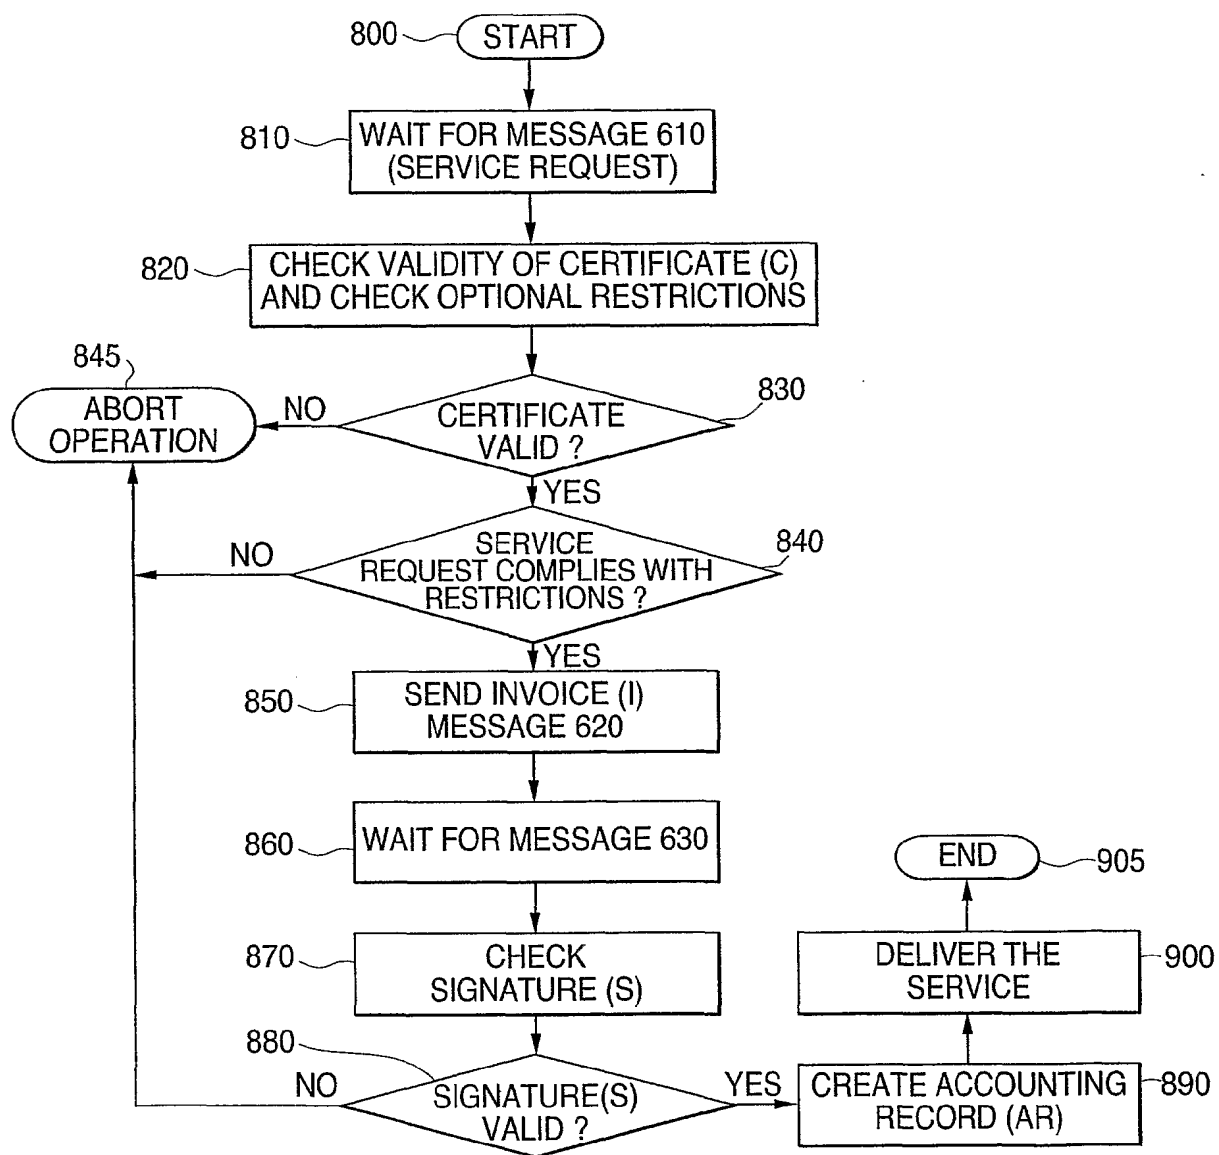 800
START
810
WAIT FOR MESSAGE 610
(SERVICE REQUEST)
820
CHECK VALIDITY OF CERTIFICATE (C)
AND CHECK OPTIONAL RESTRICTIONS
845
ABORT
OPERATION
NO
CERTIFICATE
VALID ?
830
YES
NO
SERVICE
REQUEST COMPLIES WITH
RESTRICTIONS ?
840
YES
850
SEND INVOICE (I)
MESSAGE 620
860
WAIT FOR MESSAGE 630
END
905
870
CHECK
SIGNATURE (S)
DELIVER THE
SERVICE
900
880
NO
SIGNATURE(S)
VALID ?
YES
CREATE ACCOUNTING
RECORD (AR)
890